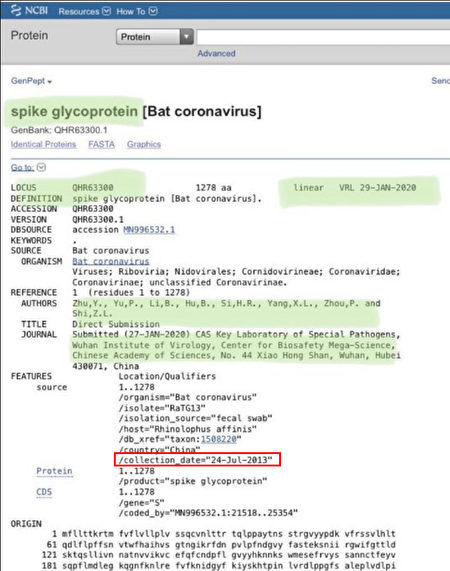 NCBI Resources How To
Protein Protein
Advanced
GenPept Send
spike glycoprotein [Bat coronavirus]
GenBank: QHR63300.1
Identical Proteins FASTA Graphics
Go to:
LOCUS QHR63300 1278 aa linear VRL 29-JAN-2020
DEFINITION spike glycoprotein [Bat coronavirus].
ACCESSION QHR63300
VERSION QHR63300.1
DBSOURCE accession MN996532.1
KEYWORDS .
SOURCE Bat coronavirus
ORGANISM Bat coronavirus
Viruses; Riboviria; Nidovirales; Cornidovirineae; Coronaviridae;
Coronavirinae; unclassified Coronavirinae.
REFERENCE 1 (residues 1 to 1278)
AUTHORS Zhu,Y., Yu,P., Li,B., Hu,B., Si,H.R., Yang,X.L., Zhou,P. and
Shi,Z.L.
TITLE Direct Submission
JOURNAL Submitted (27-JAN-2020) CAS Key Laboratory of Special Pathogens,
Wuhan Institute of Virology, Center for Biosafety Mega-Science,
Chinese Academy of Sciences, No. 44 Xiao Hong Shan, Wuhan, Hubei
430071, China
FEATURES Location/Qualifiers
source 1..1278
/organism="Bat coronavirus"
/isolate="RaTG13"
/isolation_source="fecal swab"
/host="Rhinolophus affinis"
/db_xref="taxon:1508220"
/country="China"
/collection_date="24-Jul-2013"
Protein 1..1278
/product="spike glycoprotein"
CDS 1..1278
/gene="S"
/coded_by="MN996532.1:21518..25354"
ORIGIN
1 mfllttkrtm fvflvllplv ssqcvnlttr tqlppaytns strgvyypdk vfrssvlhlt
61 qdlflpffsn vtwfhaihvs gtngikrfdn pvlpfndgvy fasteksnii rgwifgttld
121 sktqsllivn natnvvikvc efqfcndpfl gvyyhknnks wmesefrvys sannctfeyv
181 sqpflmdleg kqgnfknlre fvfknidgyf kiyskhtpin lvrdlppgfs aleplvdlpi